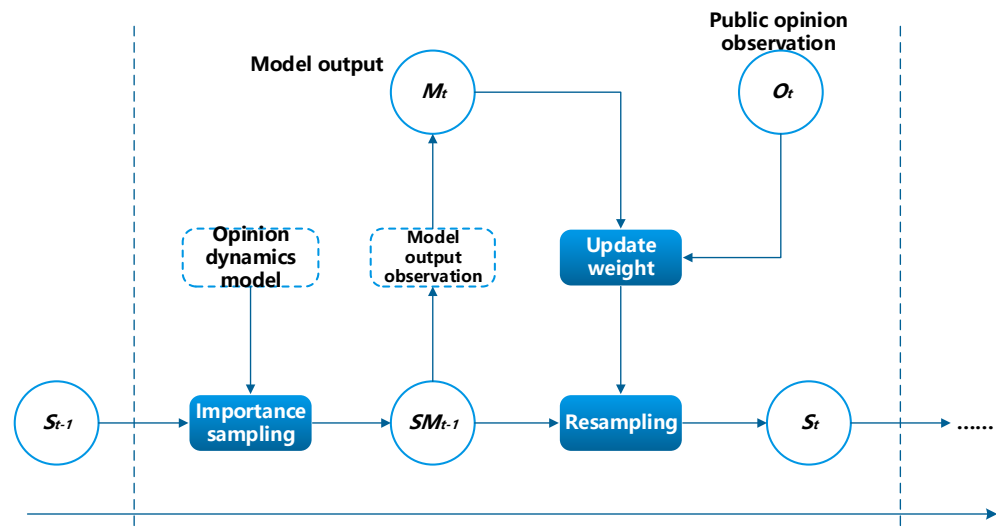 Public opinion
observation
Model output
Mt
Ot
Opinion
dynamics
model
Model
output
observation
Update
weight
St-1
Importance
sampling
SMt-1
Resampling
St
......